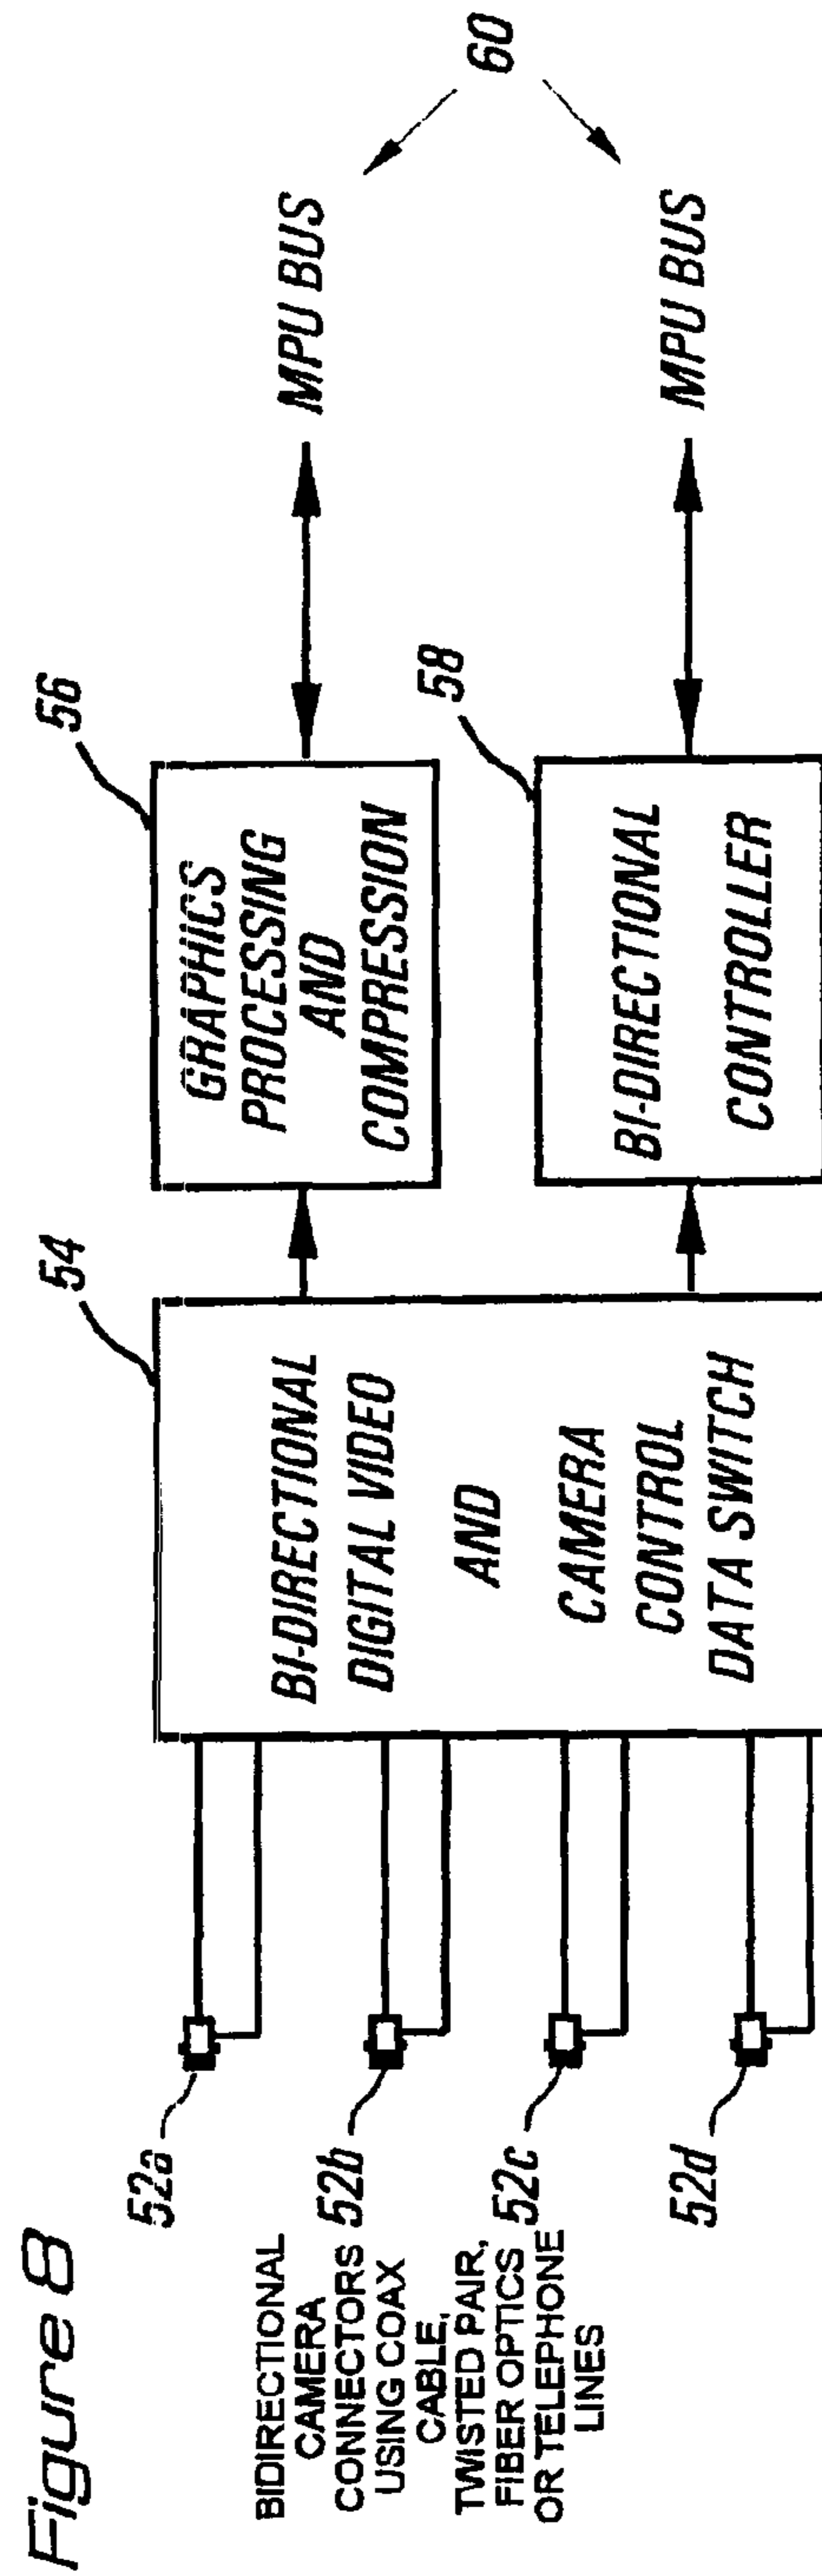 Figure 8
BIDIRECTIONAL
CAMERA
CONNECTORS
USING COAX
CABLE,
TWISTED PAIR,
FIBER OPTICS
OR TELEPHONE
LINES
52a
52b
52c
52d
54
BI-DIRECTIONAL
DIGITAL VIDEO
AND
CAMERA
CONTROL
DATA SWITCH
56
GRAPHICS
PROCESSING
AND
COMPRESSION
58
BI-DIRECTIONAL
CONTROLLER
MPU BUS
MPU BUS
60